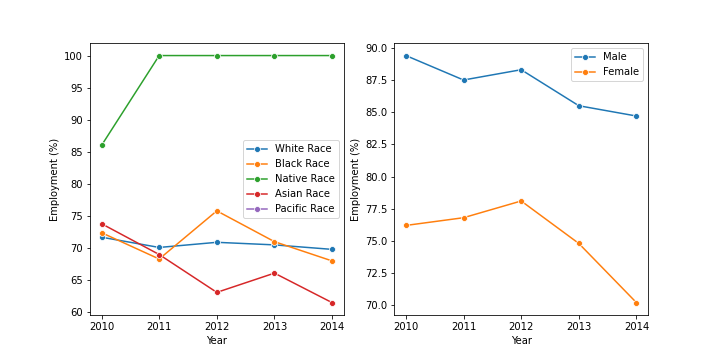 100
95
90
85
80
75
70
65
60
Employment (%)
2010
2011
2012
2013
2014
Year
White Race
Black Race
Native Race
Asian Race
Pacific Race
90.0
87.5
85.0
82.5
80.0
77.5
75.0
72.5
70.0
Employment (%)
2010
2011
2012
2013
2014
Year
Male
Female